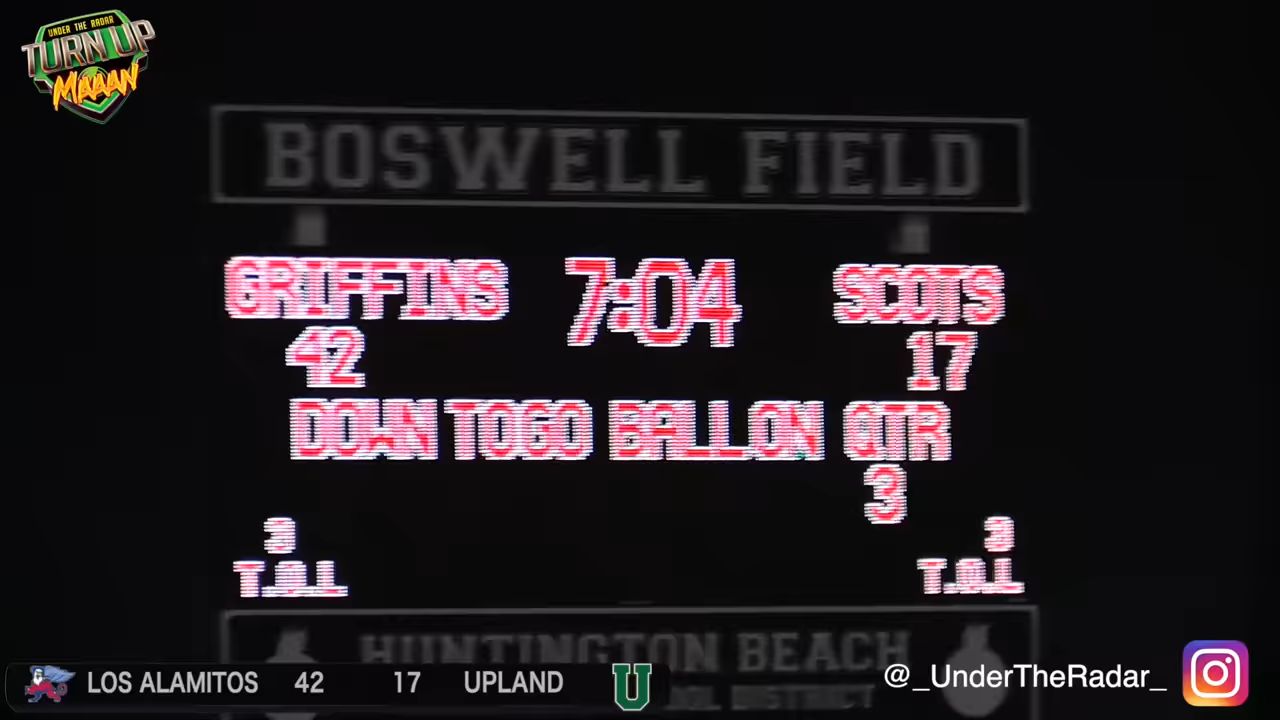 UNDER THE RADAR
TURN UP
MAAAN
BOSWELL FIELD
GRIFFINS 7:04 SCOTS
42 17
DOWN TOGO BALLON QTR
3
3 3
T.O.L T.O.L
HUNTINGTON BEACH
LOS ALAMITOS 42 17 UPLAND U
DISTRICT
@_UnderTheRadar_